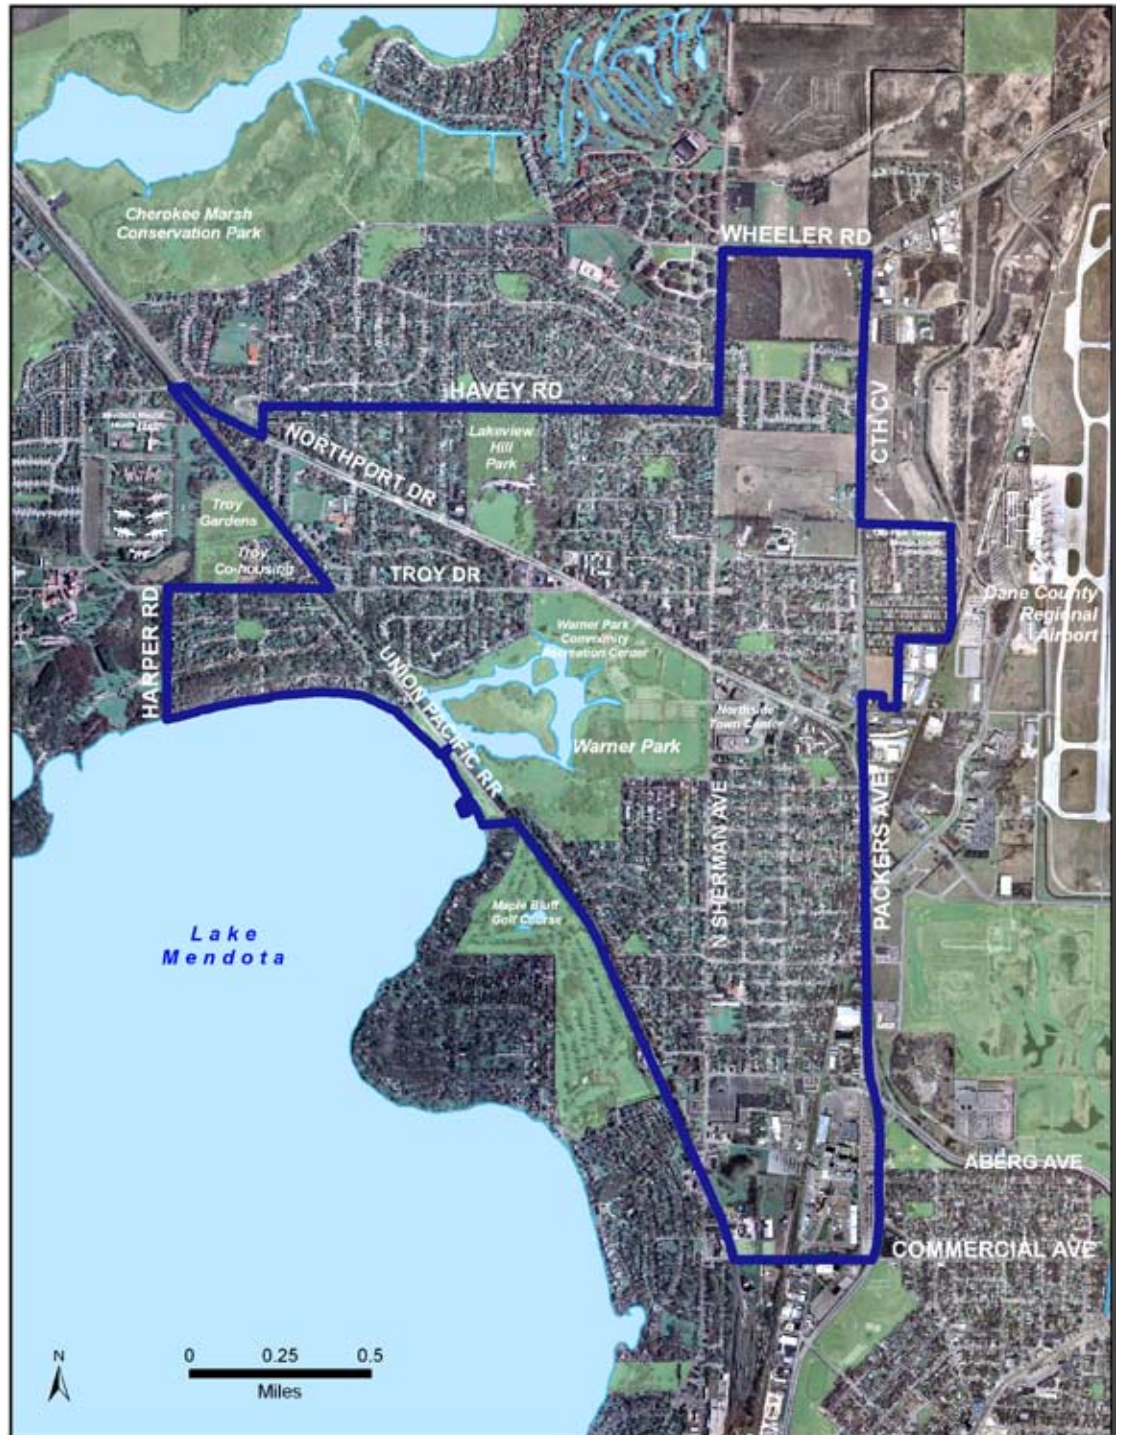 Cherokee Marsh
Conservation Park
WHEELER RD
HAVEY RD
CTH CV
NORTHPORT DR
Lakeview
Hill
Park
Troy
Gardens
Troy
Co-housing
TROY DR
HARPER RD
Dane County
Regional
Airport
Warner Park
Community
Recreation Center
UNION PACIFIC RR
Northside
Town Center
Warner Park
N SHERMAN AVE
PACKERS AVE
Maple Bluff
Golf Course
Lake
Mendota
ABERG AVE
COMMERCIAL AVE
N
0 0.25 0.5
Miles